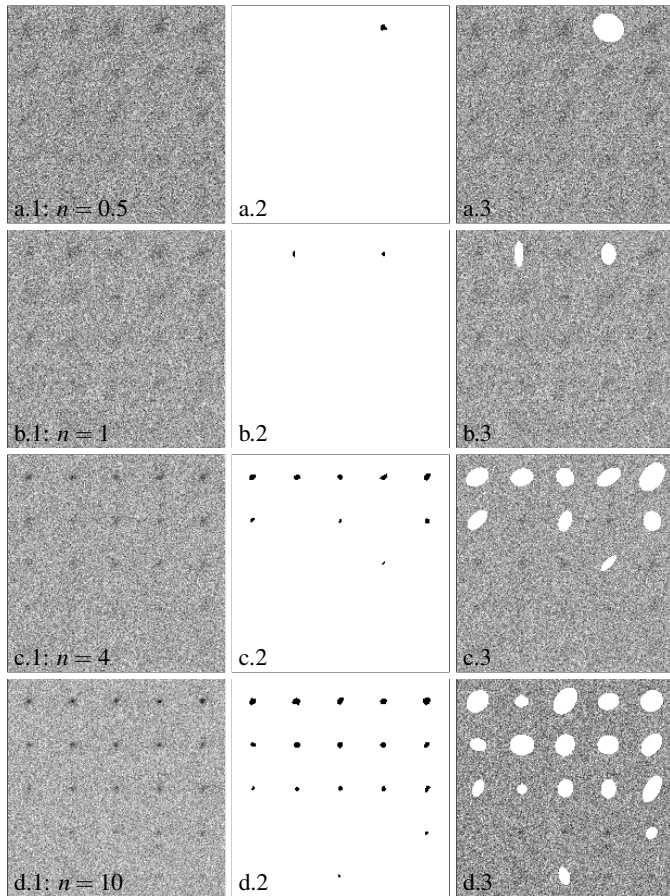 a.1: n = 0.5
a.2
a.3
b.1: n = 1
b.2
b.3
c.1: n = 4
c.2
c.3
d.1: n = 10
d.2
d.3